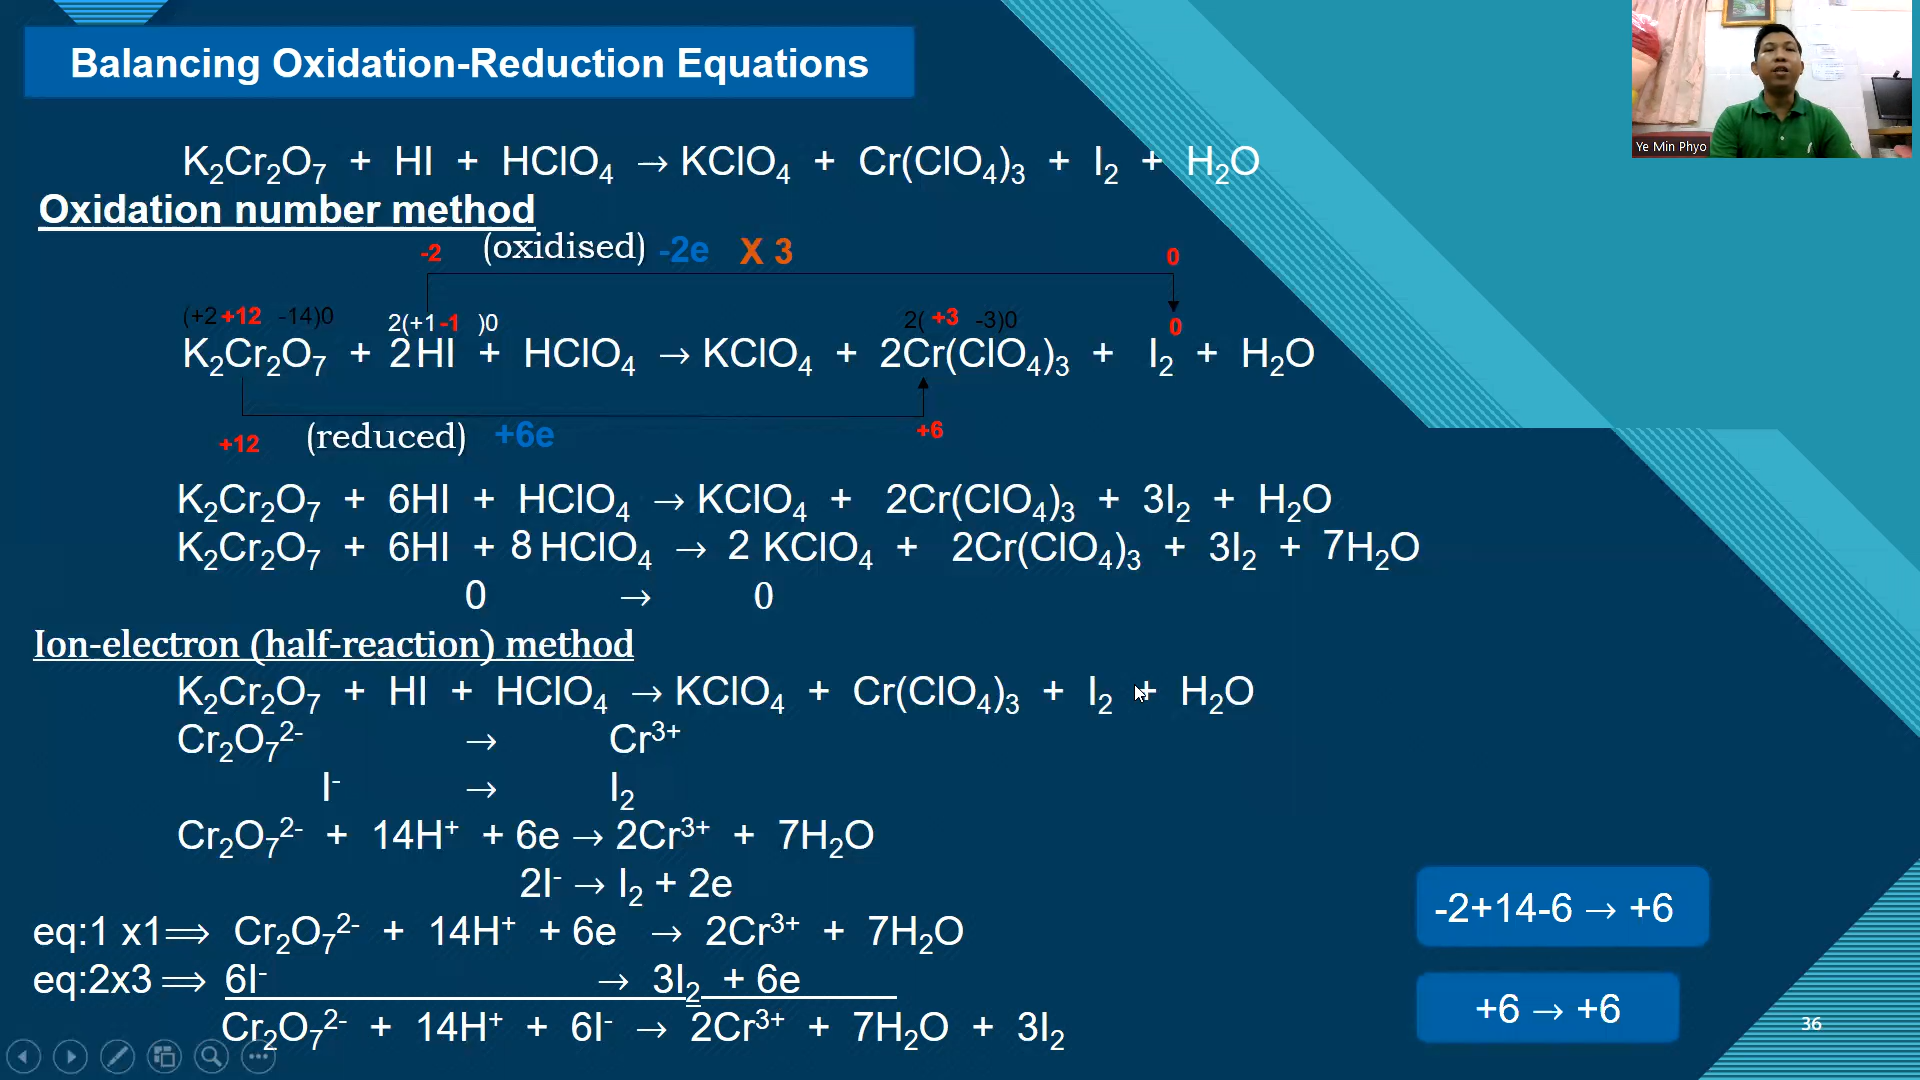 Balancing Oxidation-Reduction Equations
Ye Min Phyo
K₂Cr₂O₇ + HI + HClO₄ → KClO₄ + Cr(ClO₄)₃ + I₂ + H₂O
Oxidation number method
-2 (oxidised) -2e X 3 0
(+2 +12 -14)0 2(+1 -1 )0 2( +3 -3)0 0
K₂Cr₂O₇ + 2HI + HClO₄ → KClO₄ + 2Cr(ClO₄)₃ + I₂ + H₂O
+12 (reduced) +6e +6
K₂Cr₂O₇ + 6HI + HClO₄ → KClO₄ + 2Cr(ClO₄)₃ + 3I₂ + H₂O
K₂Cr₂O₇ + 6HI + 8 HClO₄ → 2 KClO₄ + 2Cr(ClO₄)₃ + 3I₂ + 7H₂O
0 → 0
Ion-electron (half-reaction) method
K₂Cr₂O₇ + HI + HClO₄ → KClO₄ + Cr(ClO₄)₃ + I₂ + H₂O
Cr₂O₇²⁻ → Cr³⁺
I⁻ → I₂
Cr₂O₇²⁻ + 14H⁺ + 6e → 2Cr³⁺ + 7H₂O
2I⁻ → I₂ + 2e
eq:1 x1⟹ Cr₂O₇²⁻ + 14H⁺ + 6e → 2Cr³⁺ + 7H₂O
eq:2x3 ⟹ 6I⁻ → 3I₂ + 6e
Cr₂O₇²⁻ + 14H⁺ + 6I⁻ → 2Cr³⁺ + 7H₂O + 3I₂
-2+14-6 → +6
+6 → +6
36